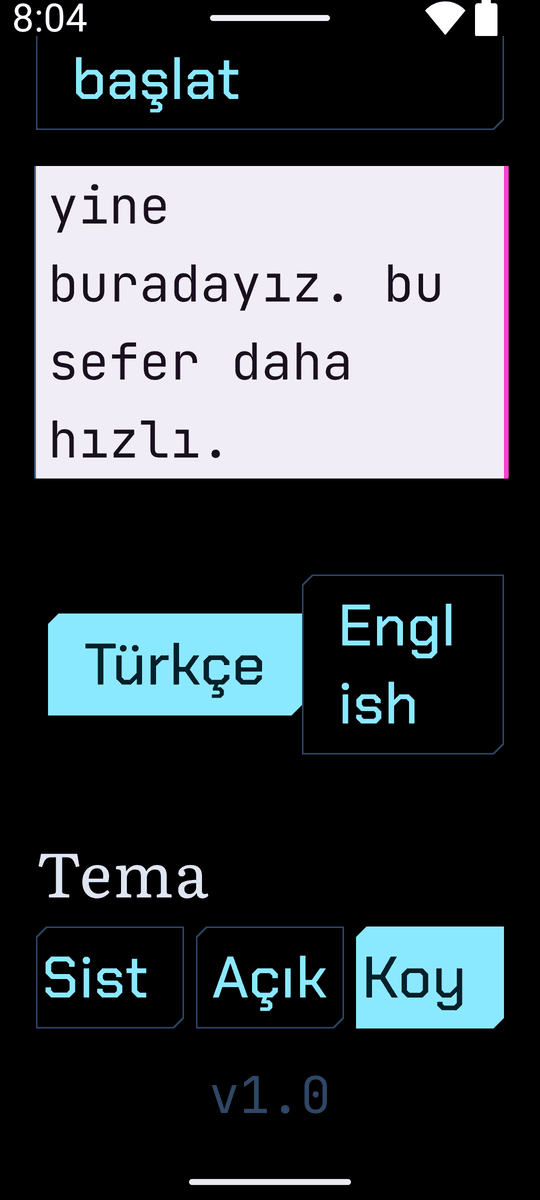 8:04
başlat
yine
buradayız. bu
sefer daha
hızlı.
Türkçe
Engl
ish
Tema
Sist
Açık
Koy
v1.0